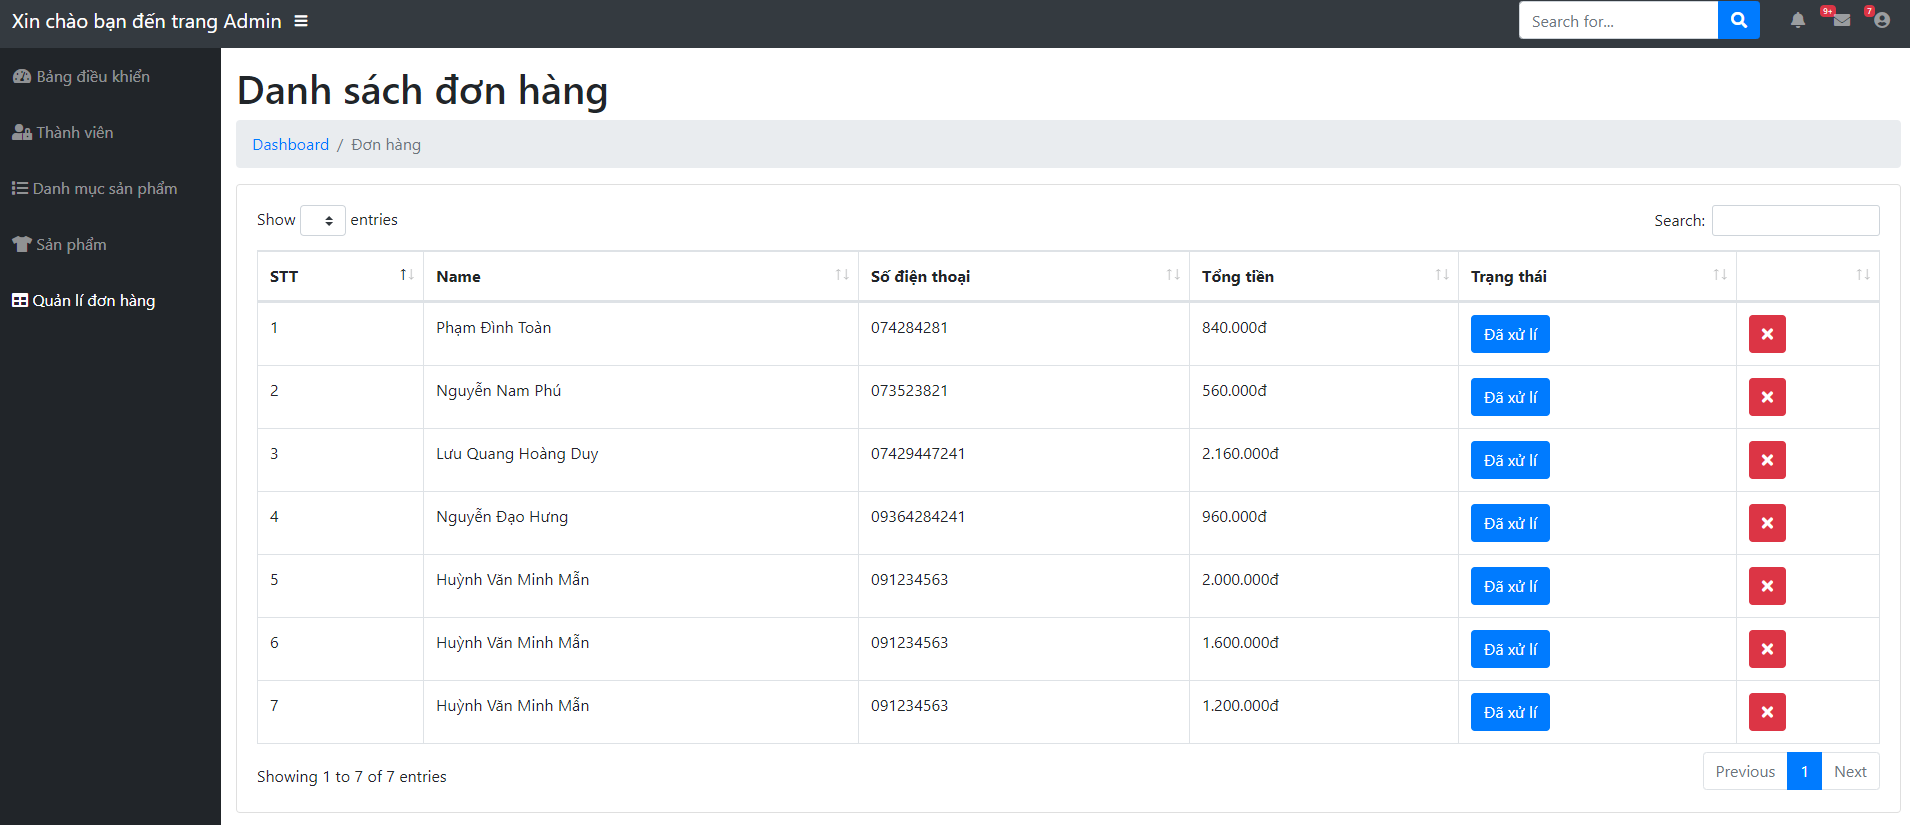 Xin chào bạn đến trang Admin
Search for...
9+
7
Bảng điều khiển
Thành viên
Danh mục sản phẩm
Sản phẩm
Quản lí đơn hàng
Danh sách đơn hàng
Dashboard / Đơn hàng
Show entries
Search:
STT Name Số điện thoại Tổng tiền Trạng thái
1 Phạm Đình Toàn 074284281 840.000đ Đã xử lí
2 Nguyễn Nam Phú 073523821 560.000đ Đã xử lí
3 Lưu Quang Hoàng Duy 07429447241 2.160.000đ Đã xử lí
4 Nguyễn Đạo Hưng 09364284241 960.000đ Đã xử lí
5 Huỳnh Văn Minh Mẫn 091234563 2.000.000đ Đã xử lí
6 Huỳnh Văn Minh Mẫn 091234563 1.600.000đ Đã xử lí
7 Huỳnh Văn Minh Mẫn 091234563 1.200.000đ Đã xử lí
Showing 1 to 7 of 7 entries
Previous 1 Next